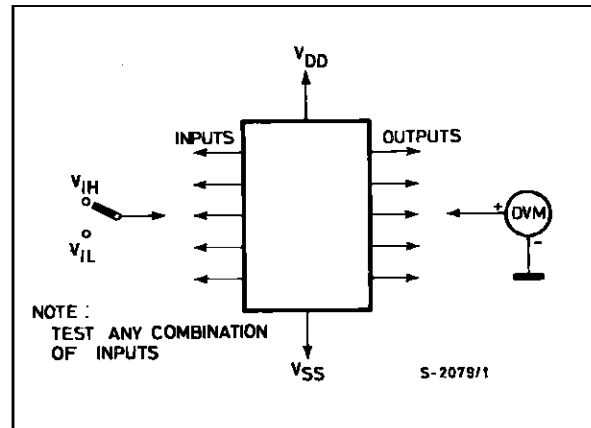 VDD
INPUTS
OUTPUTS
VIH
VIL
+
DVM
-
NOTE :
TEST ANY COMBINATION
OF INPUTS
VSS
S-2079/1